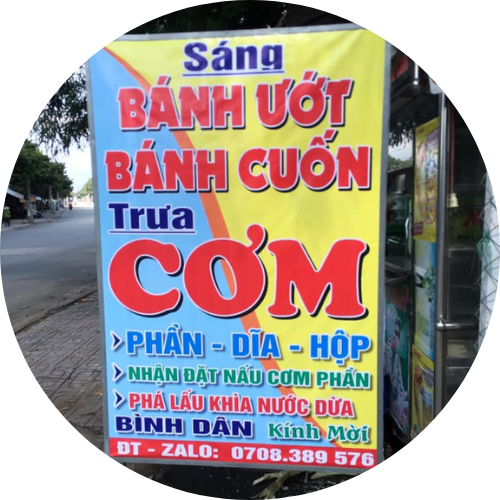 Sáng
BÁNH ƯỚT
BÁNH CUỐN
Trưa
CƠM
PHẦN - DĨA - HỘP
NHẬN ĐẶT NẤU CƠM PHẦN
PHÁ LẤU KHÌA NƯỚC DỪA
BÌNH DÂN Kính Mời
ĐT - ZALO: 0708.389 576